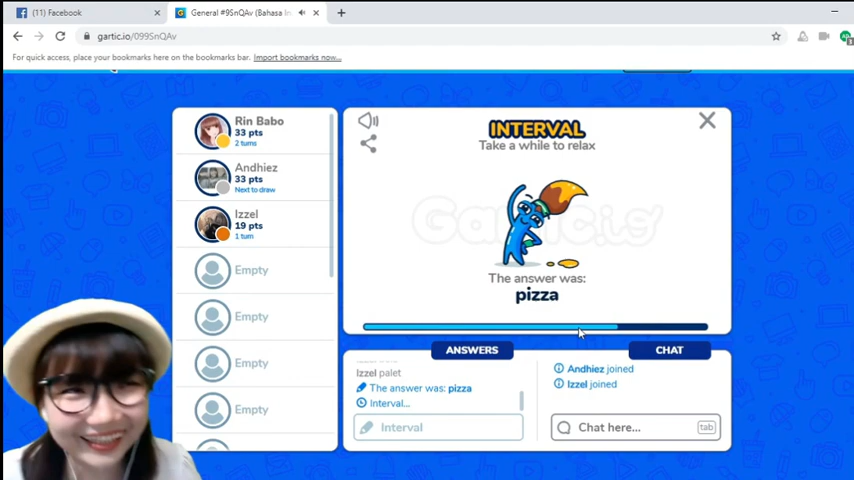 (11) Facebook
General #9SnQAv (Bahasa In
gartic.io/099SnQAv
For quick access, place your bookmarks here on the bookmarks bar. Import bookmarks now...
Rin Babo
33 pts
2 turns
Andhiez
33 pts
Next to draw
Izzel
19 pts
1 turn
Empty
Empty
Empty
Empty
INTERVAL
Take a while to relax
Gartic.io
The answer was:
pizza
ANSWERS
Izzel palet
The answer was: pizza
Interval...
Interval
CHAT
Andhiez joined
Izzel joined
Chat here...
tab